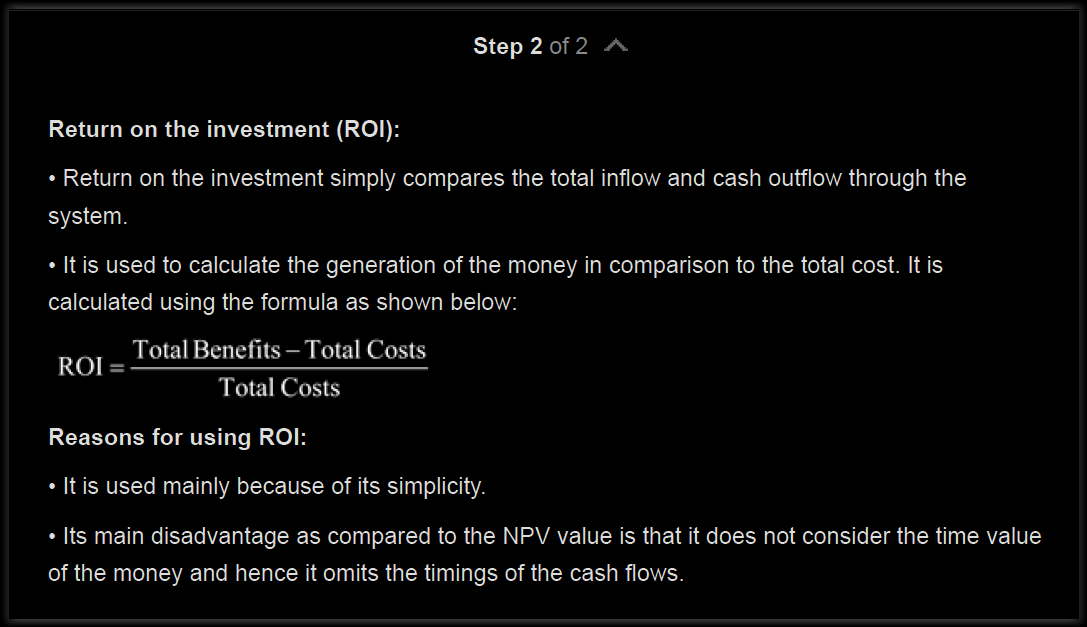 Step 2 of 2
Return on the investment (ROI):
• Return on the investment simply compares the total inflow and cash outflow through the
system.
• It is used to calculate the generation of the money in comparison to the total cost. It is
calculated using the formula as shown below:
ROI = Total Benefits – Total Costs
Total Costs
Reasons for using ROI:
• It is used mainly because of its simplicity.
• Its main disadvantage as compared to the NPV value is that it does not consider the time value
of the money and hence it omits the timings of the cash flows.